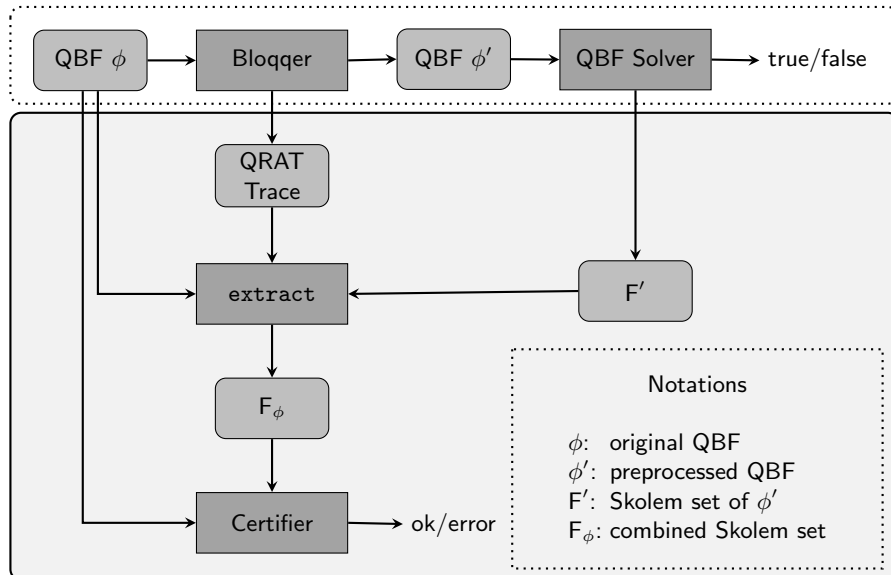 QBF ϕ
Bloqqer
QBF ϕ′
QBF Solver
true/false
QRAT
Trace
extract
F′
F_ϕ
Certifier
ok/error
Notations
ϕ: original QBF
ϕ′: preprocessed QBF
F′: Skolem set of ϕ′
F_ϕ: combined Skolem set